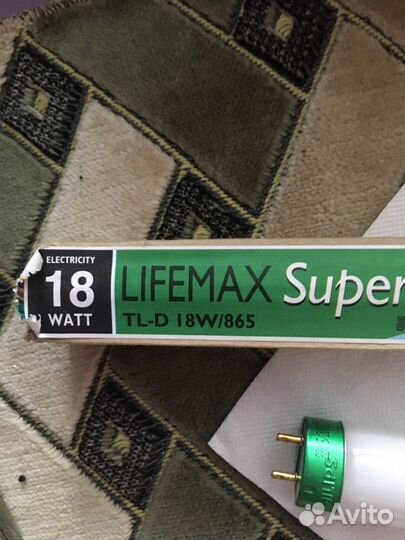 ELECTRICITY
18
WATT
LIFEMAX Super
TL-D 18W/865
Avito